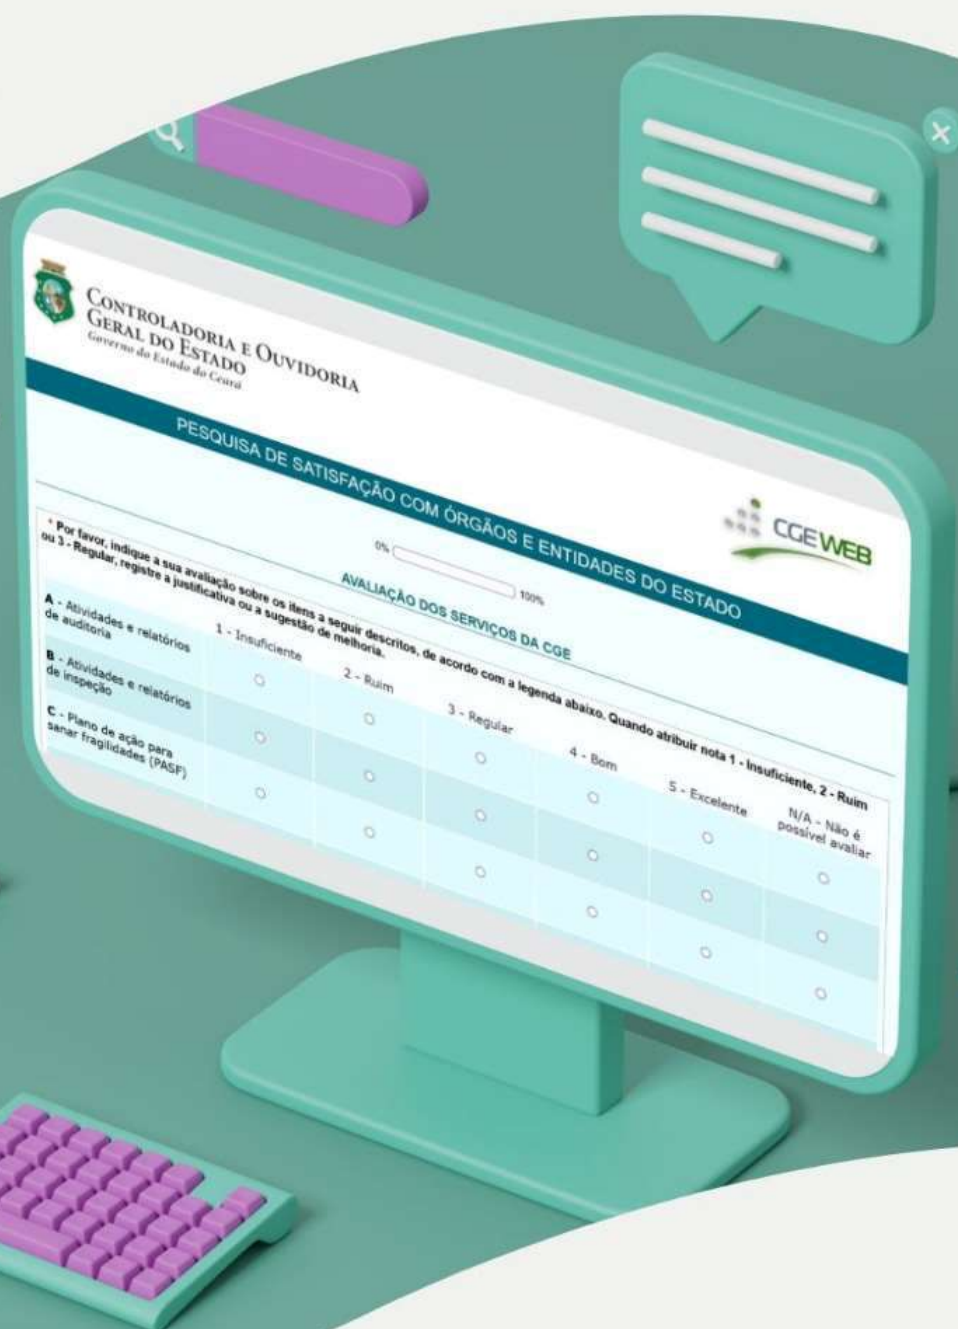 CONTROLADORIA E OUVIDORIA
GERAL DO ESTADO
Governo do Estado do Ceará
CGEWEB
PESQUISA DE SATISFAÇÃO COM ÓRGÃOS E ENTIDADES DO ESTADO
0% 100%
AVALIAÇÃO DOS SERVIÇOS DA CGE
* Por favor, indique a sua avaliação sobre os itens a seguir descritos, de acordo com a legenda abaixo. Quando atribuir nota 1 - Insuficiente, 2 - Ruim
ou 3 - Regular, registre a justificativa ou a sugestão de melhoria.
1 - Insuficiente
2 - Ruim
3 - Regular
4 - Bom
5 - Excelente
N/A - Não é
possível avaliar
A - Atividades e relatórios
de auditoria
B - Atividades e relatórios
de inspeção
C - Plano de ação para
sanar fragilidades (PASF)